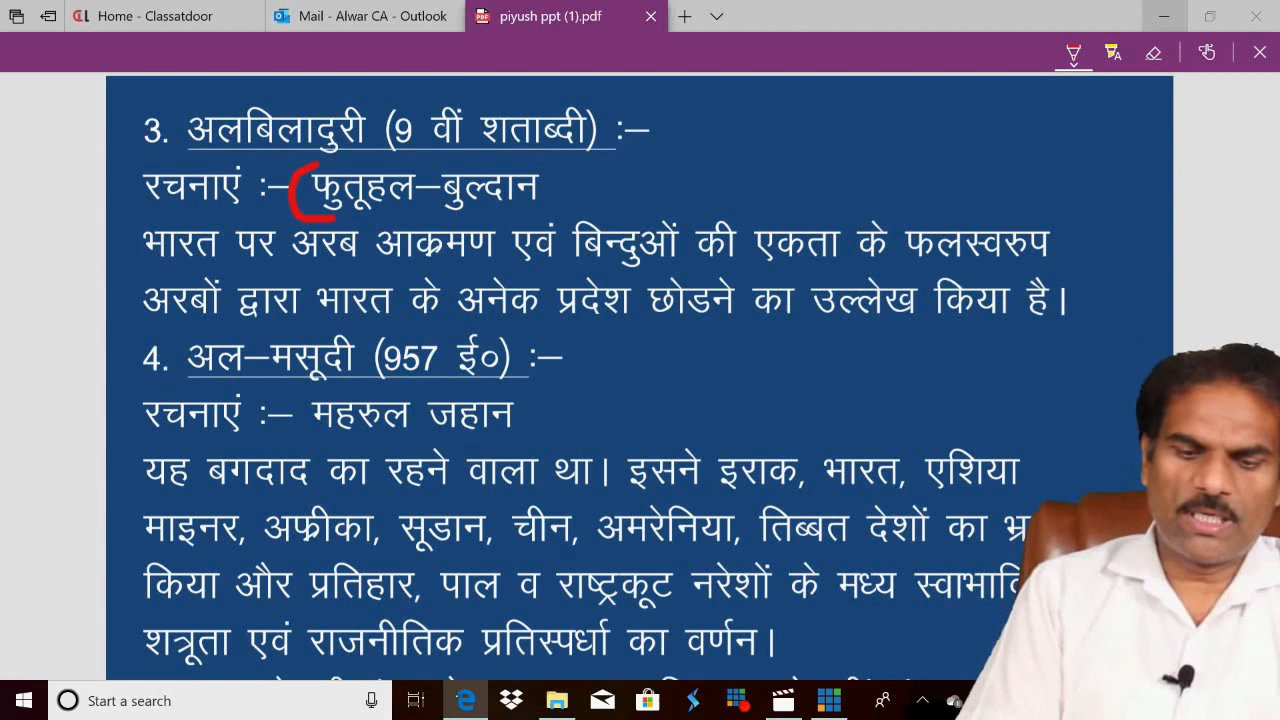 Home - Classatdoor
Mail - Alwar CA - Outlook
piyush ppt (1).pdf
3. अलबिलादुरी (9 वीं शताब्दी) :–
रचनाएं :– फुतूहल–बुल्दान
भारत पर अरब आक्रमण एवं बिन्दुओं की एकता के फलस्वरुप
अरबों द्वारा भारत के अनेक प्रदेश छोडने का उल्लेख किया है।
4. अल–मसूदी (957 ई०) :–
रचनाएं :– महरुल जहान
यह बगदाद का रहने वाला था। इसने इराक, भारत, एशिया
माइनर, अफ्रीका, सूडान, चीन, अमरेनिया, तिब्बत देशों का
किया और प्रतिहार, पाल व राष्ट्रकूट नरेशों के मध्य
शत्रूता एवं राजनीतिक प्रतिस्पर्धा का वर्णन।
Start a search